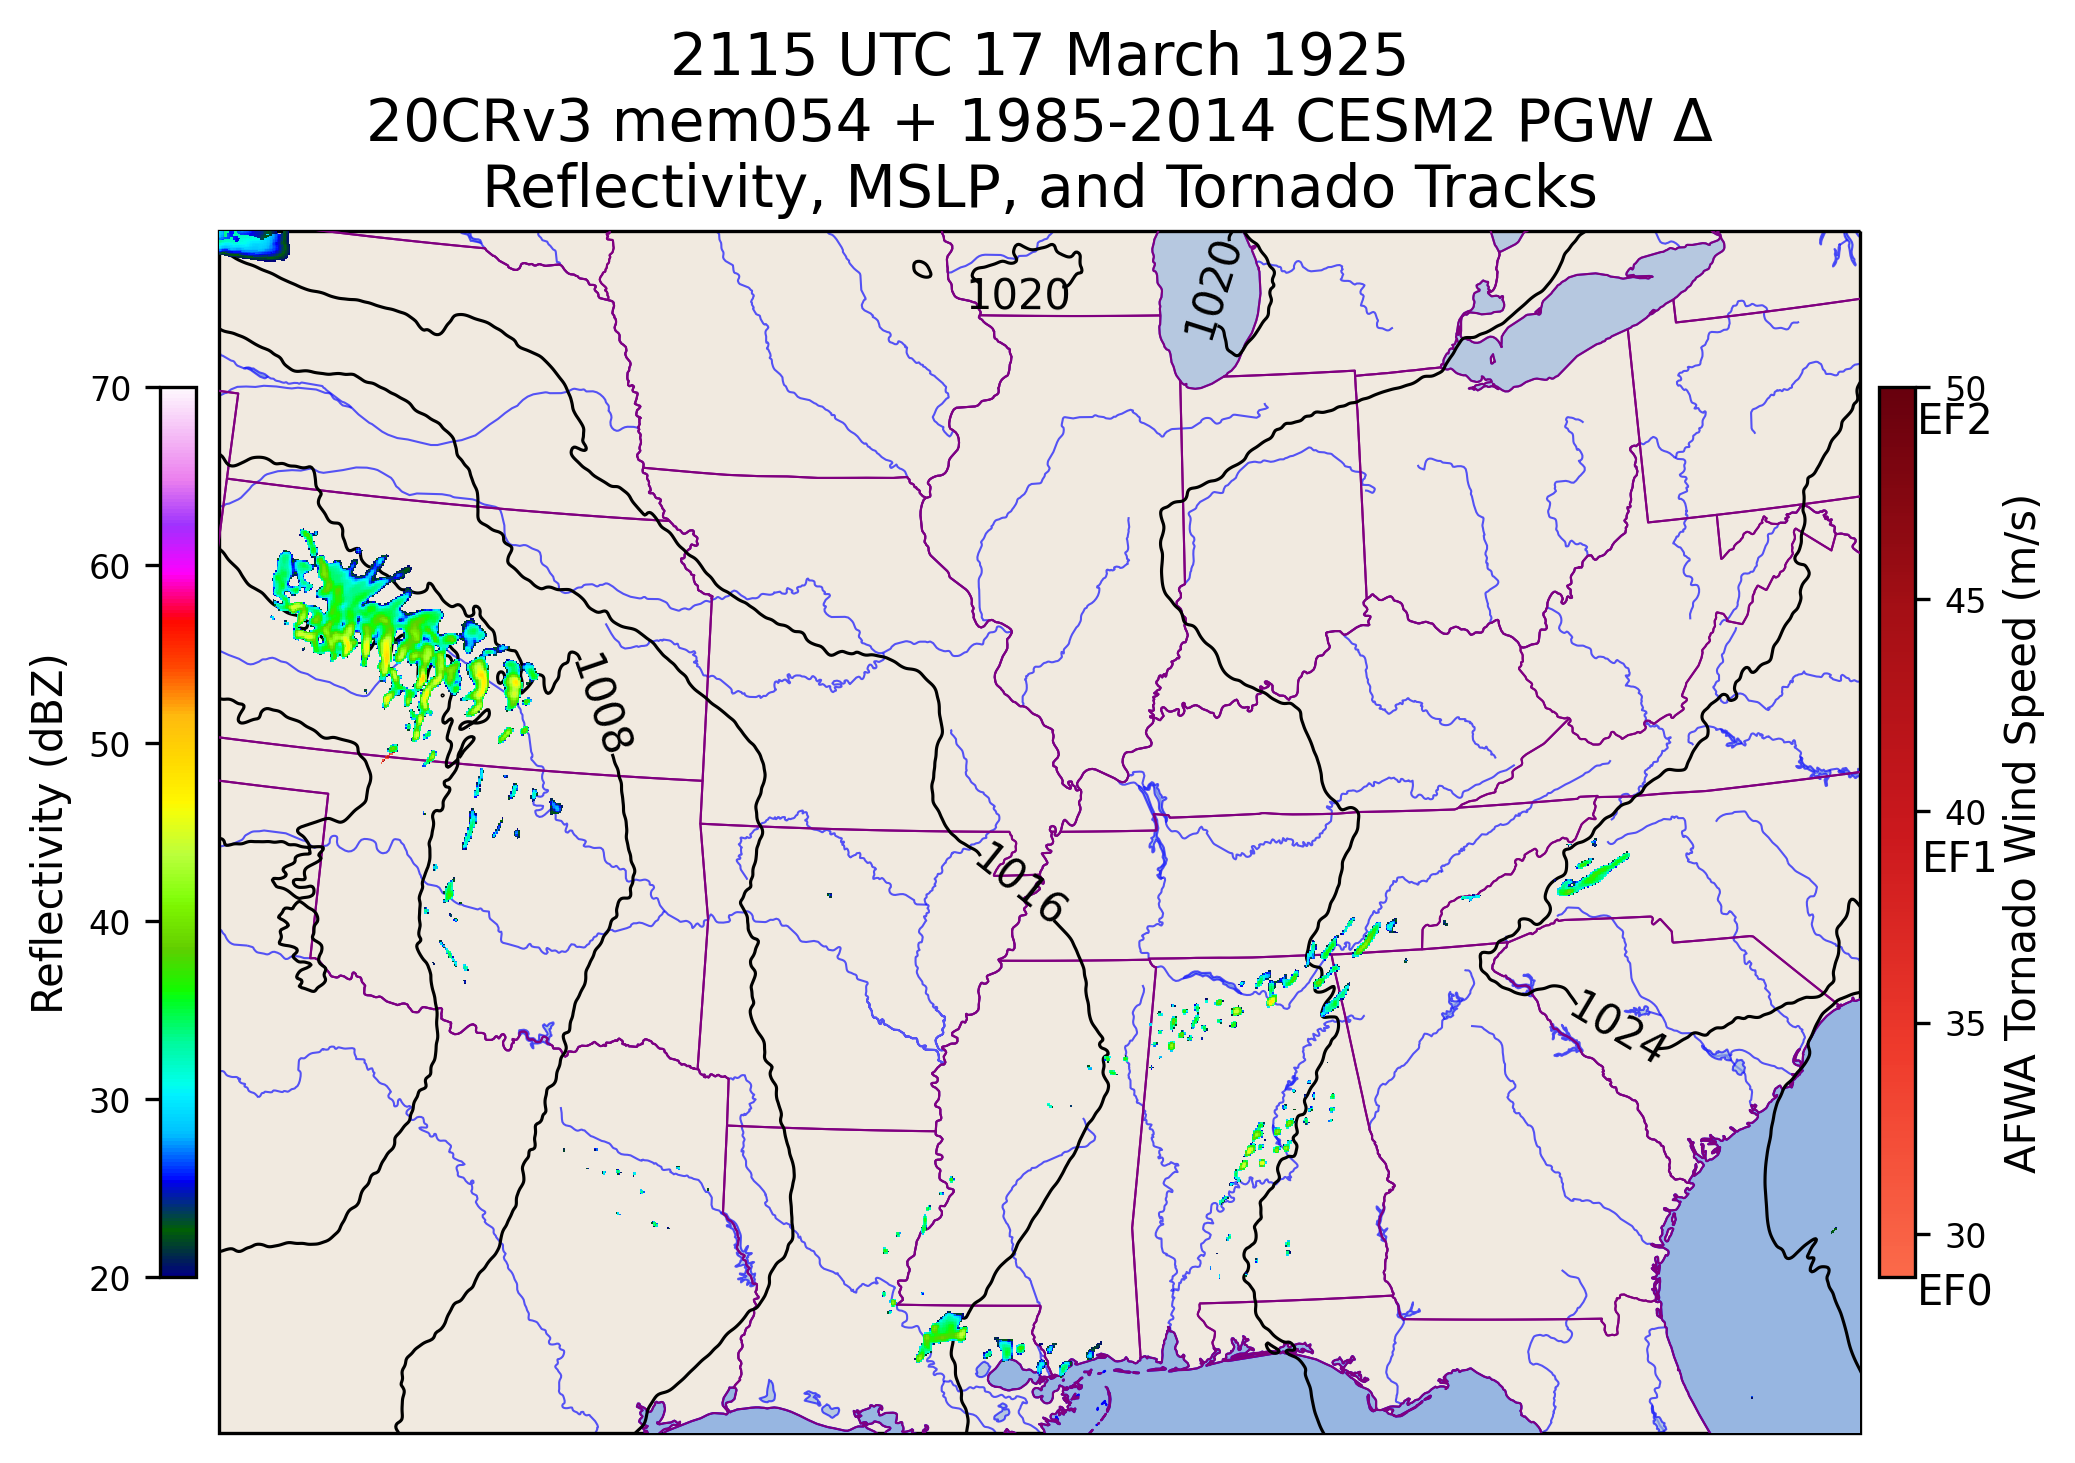 2115 UTC 17 March 1925
20CRv3 mem054 + 1985-2014 CESM2 PGW Δ
Reflectivity, MSLP, and Tornado Tracks
70
60
50
40
30
20
Reflectivity (dBZ)
0
1020
1020
1008
1016
1024
50
EF2
45
40
EF1
35
30
EF0
AFWA Tornado Wind Speed (m/s)